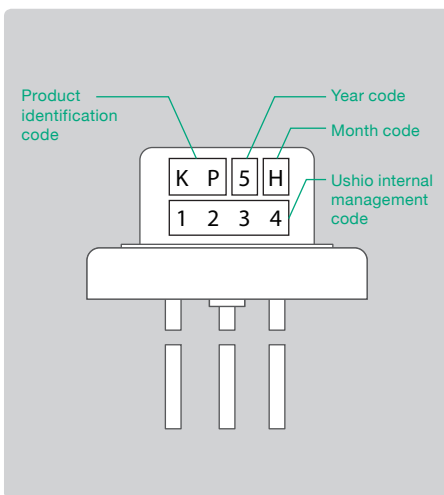 Product
identification
code
Year code
Month code
K P 5 H
Ushio internal
management
code
1 2 3 4